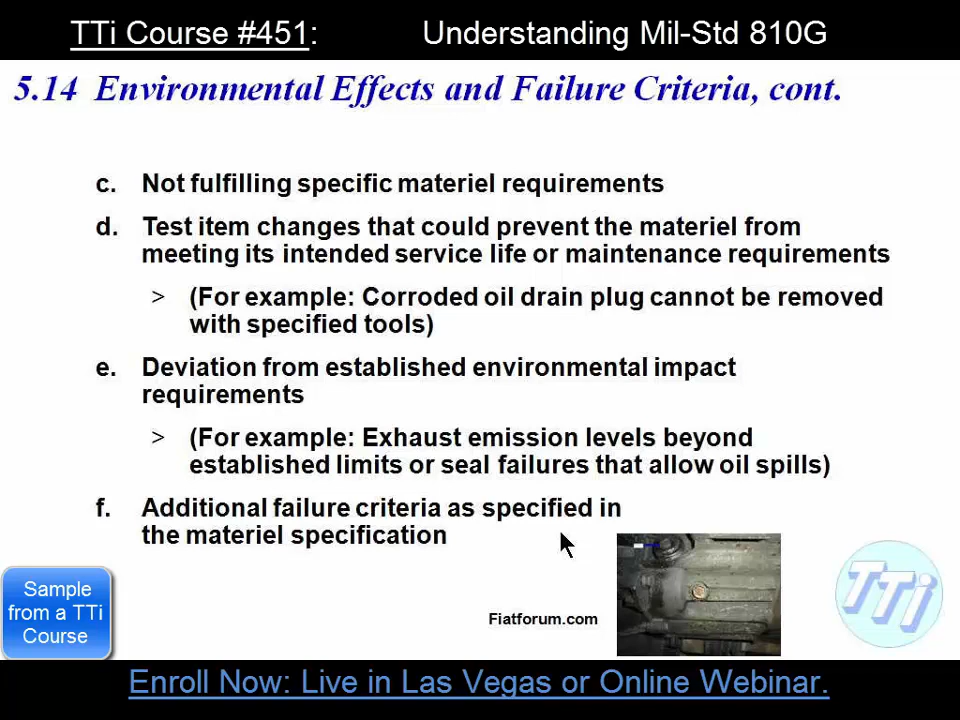 TTi Course #451: Understanding Mil-Std 810G
5.14 Environmental Effects and Failure Criteria, cont.
c. Not fulfilling specific materiel requirements
d. Test item changes that could prevent the materiel from
meeting its intended service life or maintenance requirements
> (For example: Corroded oil drain plug cannot be removed
with specified tools)
e. Deviation from established environmental impact
requirements
> (For example: Exhaust emission levels beyond
established limits or seal failures that allow oil spills)
f. Additional failure criteria as specified in
the materiel specification
Sample
from a TTi
Course
Fiatforum.com
TTi
Enroll Now: Live in Las Vegas or Online Webinar.